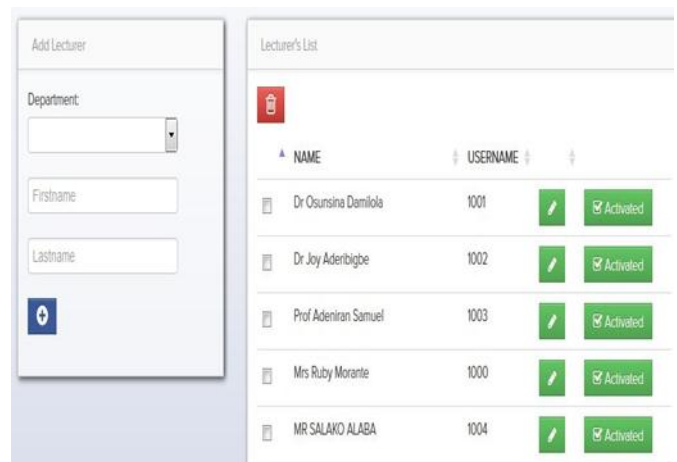 Add Lecturer
Department:
Firstname
Lastname
Lecturer's List
NAME USERNAME
Dr Osunsina Damilola 1001 Activated
Dr Joy Aderibigbe 1002 Activated
Prof Adeniran Samuel 1003 Activated
Mrs Ruby Morante 1000 Activated
MR SALAKO ALABA 1004 Activated